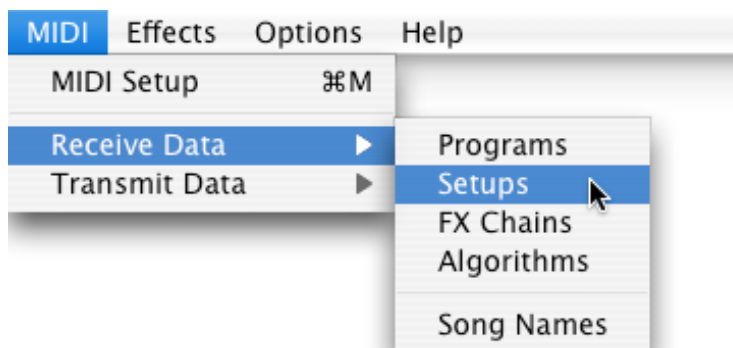 MIDI Effects Options Help
MIDI Setup ⌘M
Receive Data
Transmit Data
Programs
Setups
FX Chains
Algorithms
Song Names